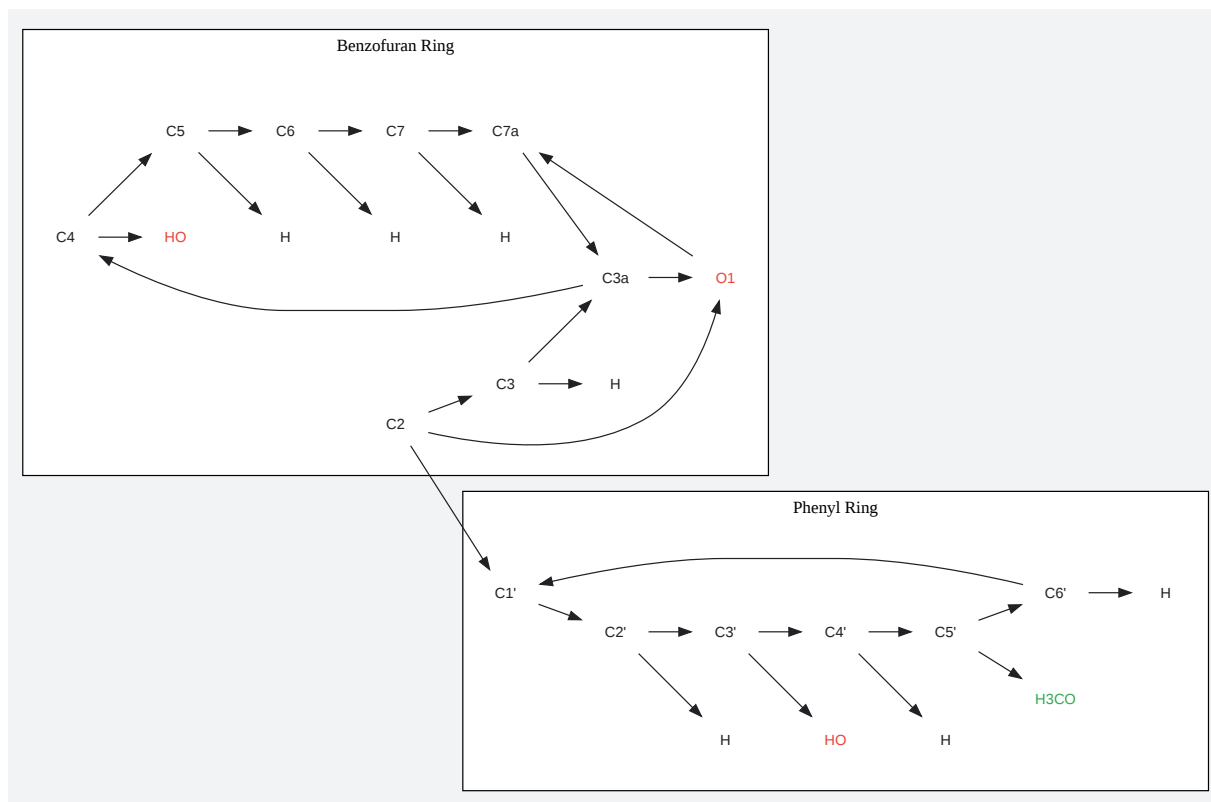 Benzofuran Ring
C5
C6
C7
C7a
C4
HO
H
H
H
C3a
O1
C3
H
C2
Phenyl Ring
C1'
C6'
H
C2'
C3'
C4'
C5'
H3CO
H
HO
H